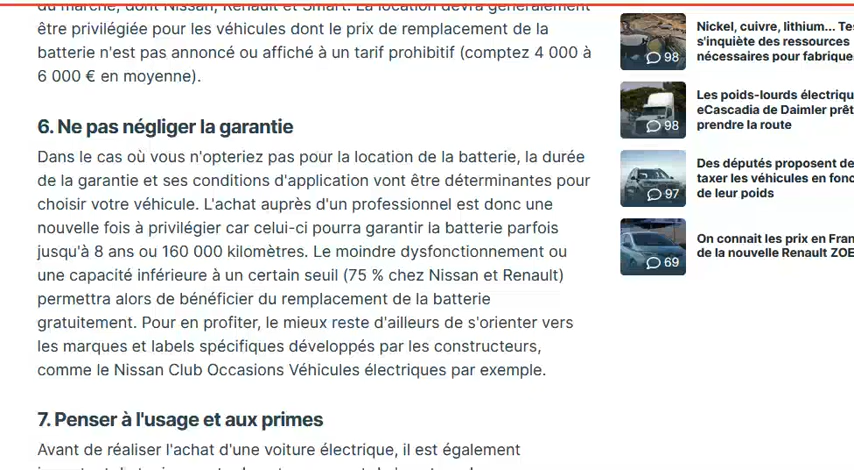 du marché, dont Nissan, Renault et Smart. La location devra généralement
être privilégiée pour les véhicules dont le prix de remplacement de la
batterie n'est pas annoncé ou affiché à un tarif prohibitif (comptez 4 000 à
6 000 € en moyenne).
6. Ne pas négliger la garantie
Dans le cas où vous n'opteriez pas pour la location de la batterie, la durée
de la garantie et ses conditions d'application vont être déterminantes pour
choisir votre véhicule. L'achat auprès d'un professionnel est donc une
nouvelle fois à privilégier car celui-ci pourra garantir la batterie parfois
jusqu'à 8 ans ou 160 000 kilomètres. Le moindre dysfonctionnement ou
une capacité inférieure à un certain seuil (75 % chez Nissan et Renault)
permettra alors de bénéficier du remplacement de la batterie
gratuitement. Pour en profiter, le mieux reste d'ailleurs de s'orienter vers
les marques et labels spécifiques développés par les constructeurs,
comme le Nissan Club Occasions Véhicules électriques par exemple.
7. Penser à l'usage et aux primes
Avant de réaliser l'achat d'une voiture électrique, il est également
98
Nickel, cuivre, lithium... Te
s'inquiète des ressources
nécessaires pour fabrique
98
Les poids-lourds électriqu
eCascadia de Daimler prêt
prendre la route
97
Des députés proposent de
taxer les véhicules en fonc
de leur poids
69
On connait les prix en Fran
de la nouvelle Renault ZOE